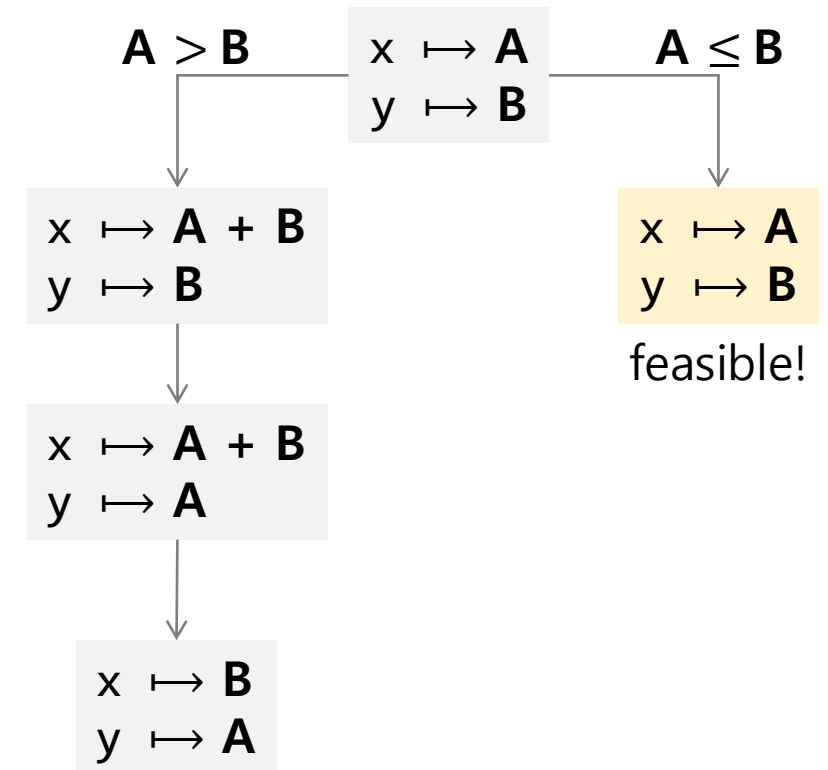 A > B
x ⟼ A
y ⟼ B
A ≤ B
x ⟼ A + B
y ⟼ B
x ⟼ A
y ⟼ B
feasible!
x ⟼ A + B
y ⟼ A
x ⟼ B
y ⟼ A